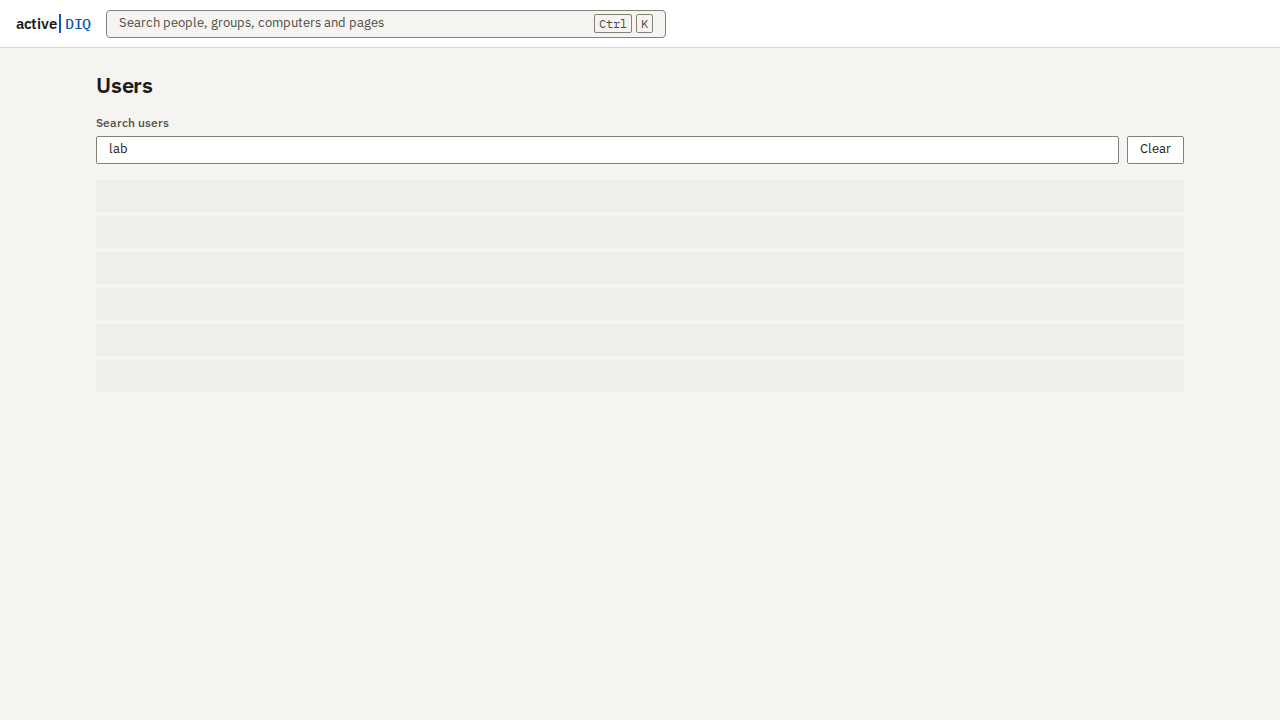 active DIQ
Search people, groups, computers and pages Ctrl K
Users
Search users
lab Clear